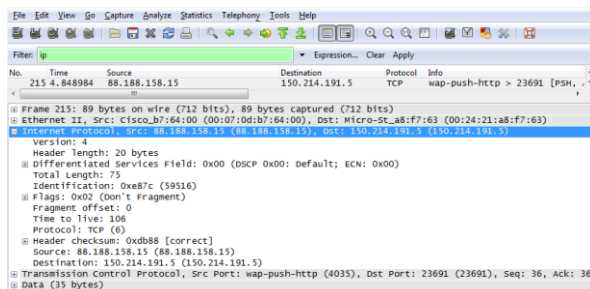 File Edit View Go Capture Analyze Statistics Telephony Tools Help
Filter: ip Expression... Clear Apply
No. Time Source Destination Protocol Info
215 4.848984 88.188.158.15 150.214.191.5 TCP wap-push-http > 23691 [PSH,
Frame 215: 89 bytes on wire (712 bits), 89 bytes captured (712 bits)
Ethernet II, Src: Cisco_b7:64:00 (00:07:0d:b7:64:00), Dst: Micro-St_a8:f7:63 (00:24:21:a8:f7:63)
Internet Protocol, Src: 88.188.158.15 (88.188.158.15), Dst: 150.214.191.5 (150.214.191.5)
Version: 4
Header length: 20 bytes
Differentiated Services Field: 0x00 (DSCP 0x00: Default; ECN: 0x00)
Total Length: 75
Identification: 0xe87c (59516)
Flags: 0x02 (Don't Fragment)
Fragment offset: 0
Time to live: 106
Protocol: TCP (6)
Header checksum: 0xdb88 [correct]
Source: 88.188.158.15 (88.188.158.15)
Destination: 150.214.191.5 (150.214.191.5)
Transmission Control Protocol, Src Port: wap-push-http (4035), Dst Port: 23691 (23691), Seq: 36, Ack: 36
Data (35 bytes)